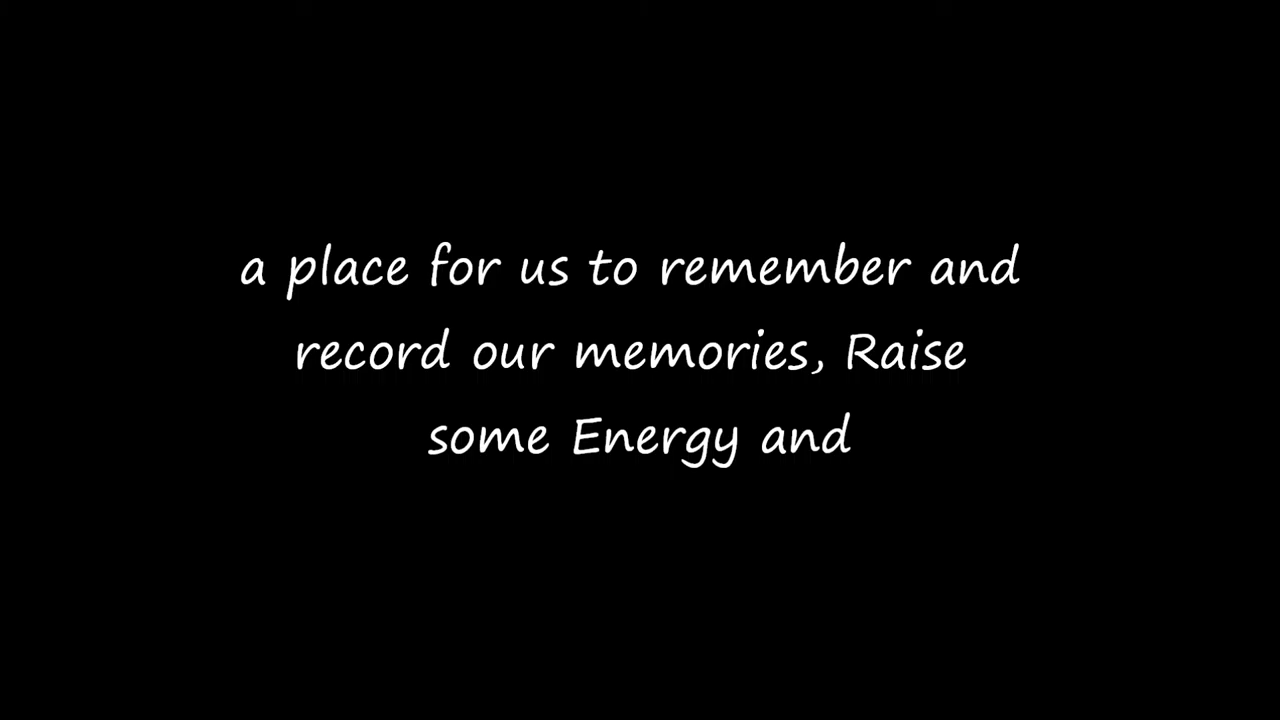 a place for us to remember and
record our memories, Raise
some Energy and